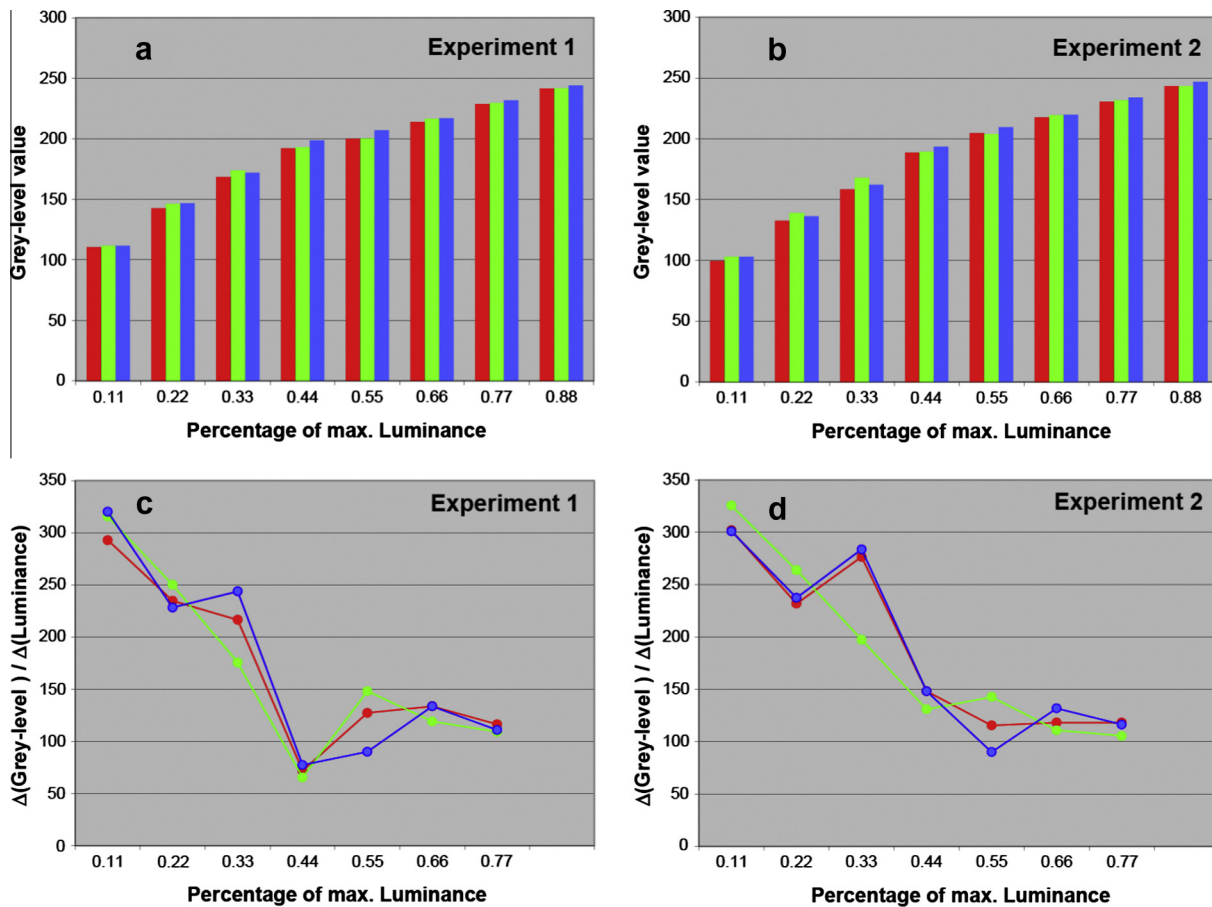 a
Experiment 1
300
250
200
150
100
50
0
Grey-level value
0.11 0.22 0.33 0.44 0.55 0.66 0.77 0.88
Percentage of max. Luminance
b
Experiment 2
300
250
200
150
100
50
0
Grey-level value
0.11 0.22 0.33 0.44 0.55 0.66 0.77 0.88
Percentage of max. Luminance
c
Experiment 1
350
300
250
200
150
100
50
0
Δ(Grey-level ) / Δ(Luminance)
0.11 0.22 0.33 0.44 0.55 0.66 0.77
Percentage of max. Luminance
d
Experiment 2
350
300
250
200
150
100
50
0
Δ(Grey-level ) / Δ(Luminance)
0.11 0.22 0.33 0.44 0.55 0.66 0.77
Percentage of max. Luminance